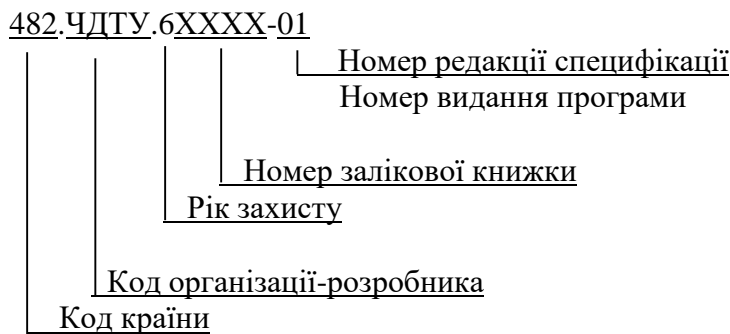 482.ЧДТУ.6ХХХХ-01
Номер редакції специфікації
Номер видання програми
Номер залікової книжки
Рік захисту
Код організації-розробника
Код країни